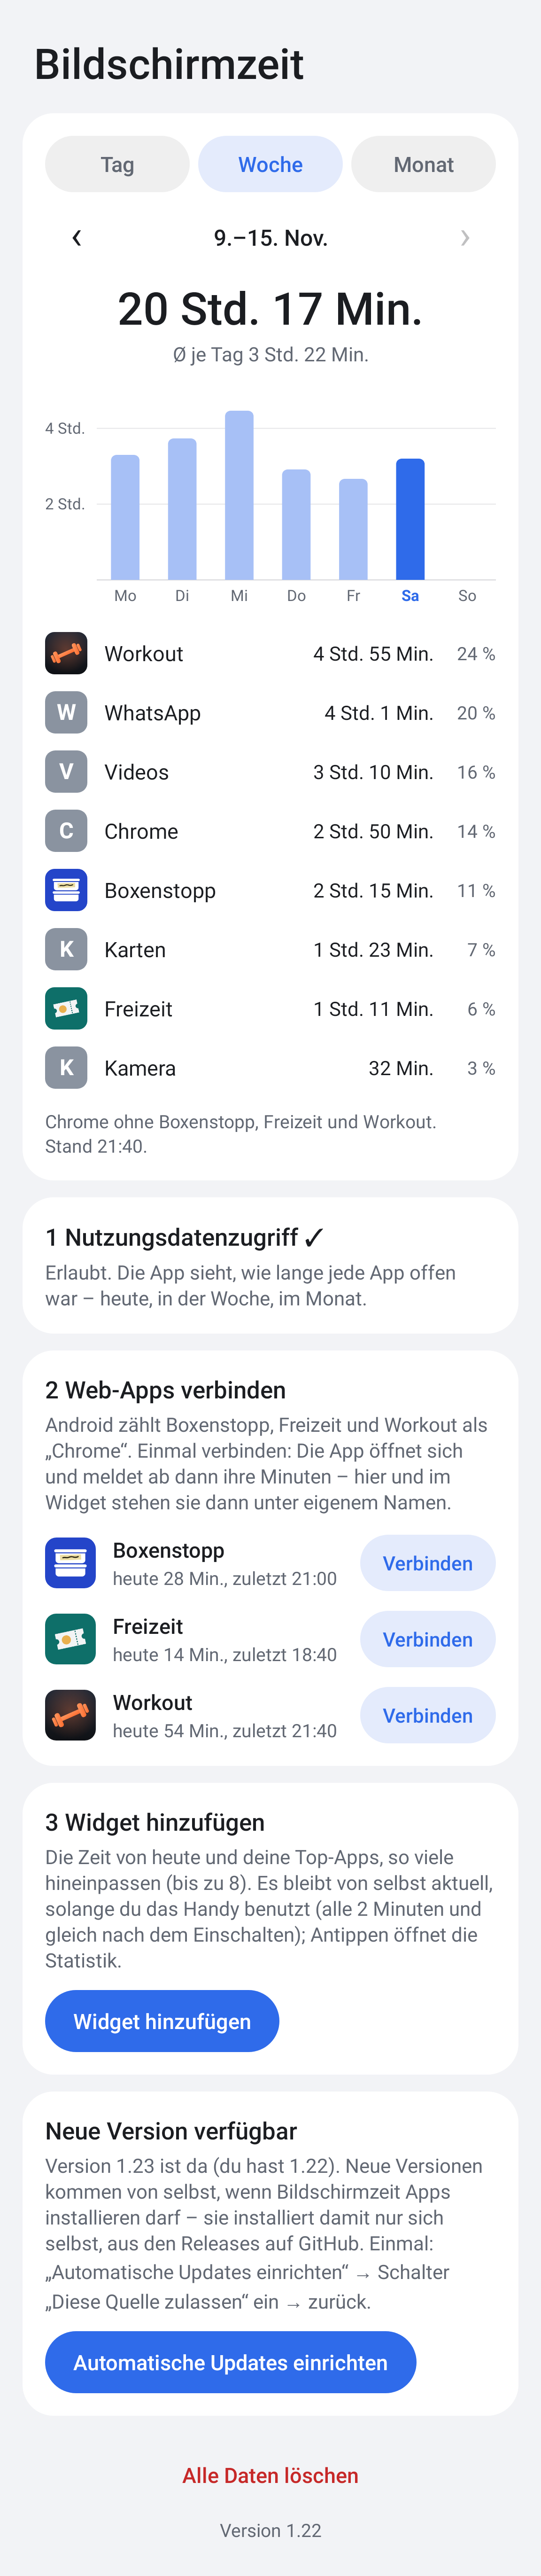 Bildschirmzeit
Tag Woche Monat
‹ 9.–15. Nov. ›
20 Std. 17 Min.
Ø je Tag 3 Std. 22 Min.
4 Std.
2 Std.
Mo Di Mi Do Fr Sa So
Workout 4 Std. 55 Min. 24 %
W WhatsApp 4 Std. 1 Min. 20 %
V Videos 3 Std. 10 Min. 16 %
C Chrome 2 Std. 50 Min. 14 %
Boxenstopp 2 Std. 15 Min. 11 %
K Karten 1 Std. 23 Min. 7 %
Freizeit 1 Std. 11 Min. 6 %
K Kamera 32 Min. 3 %
Chrome ohne Boxenstopp, Freizeit und Workout.
Stand 21:40.
1 Nutzungsdatenzugriff ✓
Erlaubt. Die App sieht, wie lange jede App offen
war – heute, in der Woche, im Monat.
2 Web-Apps verbinden
Android zählt Boxenstopp, Freizeit und Workout als
„Chrome“. Einmal verbinden: Die App öffnet sich
und meldet ab dann ihre Minuten – hier und im
Widget stehen sie dann unter eigenem Namen.
Boxenstopp
heute 28 Min., zuletzt 21:00
Verbinden
Freizeit
heute 14 Min., zuletzt 18:40
Verbinden
Workout
heute 54 Min., zuletzt 21:40
Verbinden
3 Widget hinzufügen
Die Zeit von heute und deine Top-Apps, so viele
hineinpassen (bis zu 8). Es bleibt von selbst aktuell,
solange du das Handy benutzt (alle 2 Minuten und
gleich nach dem Einschalten); Antippen öffnet die
Statistik.
Widget hinzufügen
Neue Version verfügbar
Version 1.23 ist da (du hast 1.22). Neue Versionen
kommen von selbst, wenn Bildschirmzeit Apps
installieren darf – sie installiert damit nur sich
selbst, aus den Releases auf GitHub. Einmal:
„Automatische Updates einrichten“ → Schalter
„Diese Quelle zulassen“ ein → zurück.
Automatische Updates einrichten
Alle Daten löschen
Version 1.22